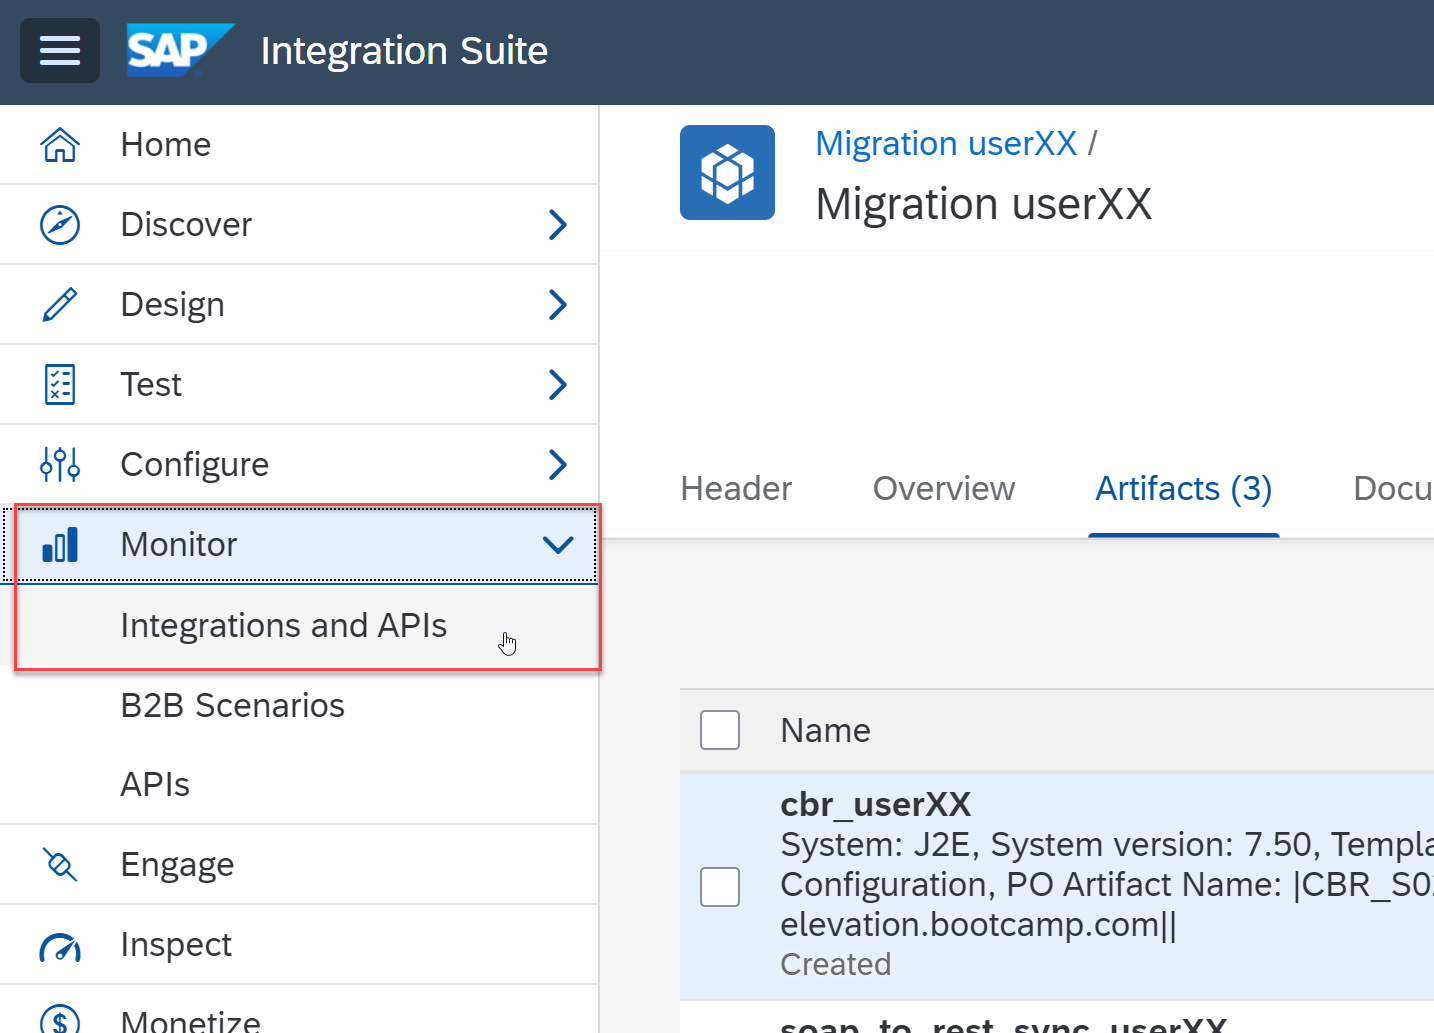 SAP Integration Suite
Home
Discover
Design
Test
Configure
Monitor
Integrations and APIs
B2B Scenarios
APIs
Engage
Inspect
Monetize
Migration userXX /
Migration userXX
Header Overview Artifacts (3) Docu
Name
cbr_userXX
System: J2E, System version: 7.50, Templa
Configuration, PO Artifact Name: |CBR_S0
elevation.bootcamp.com||
Created
soap_to_rest_sync_userXX